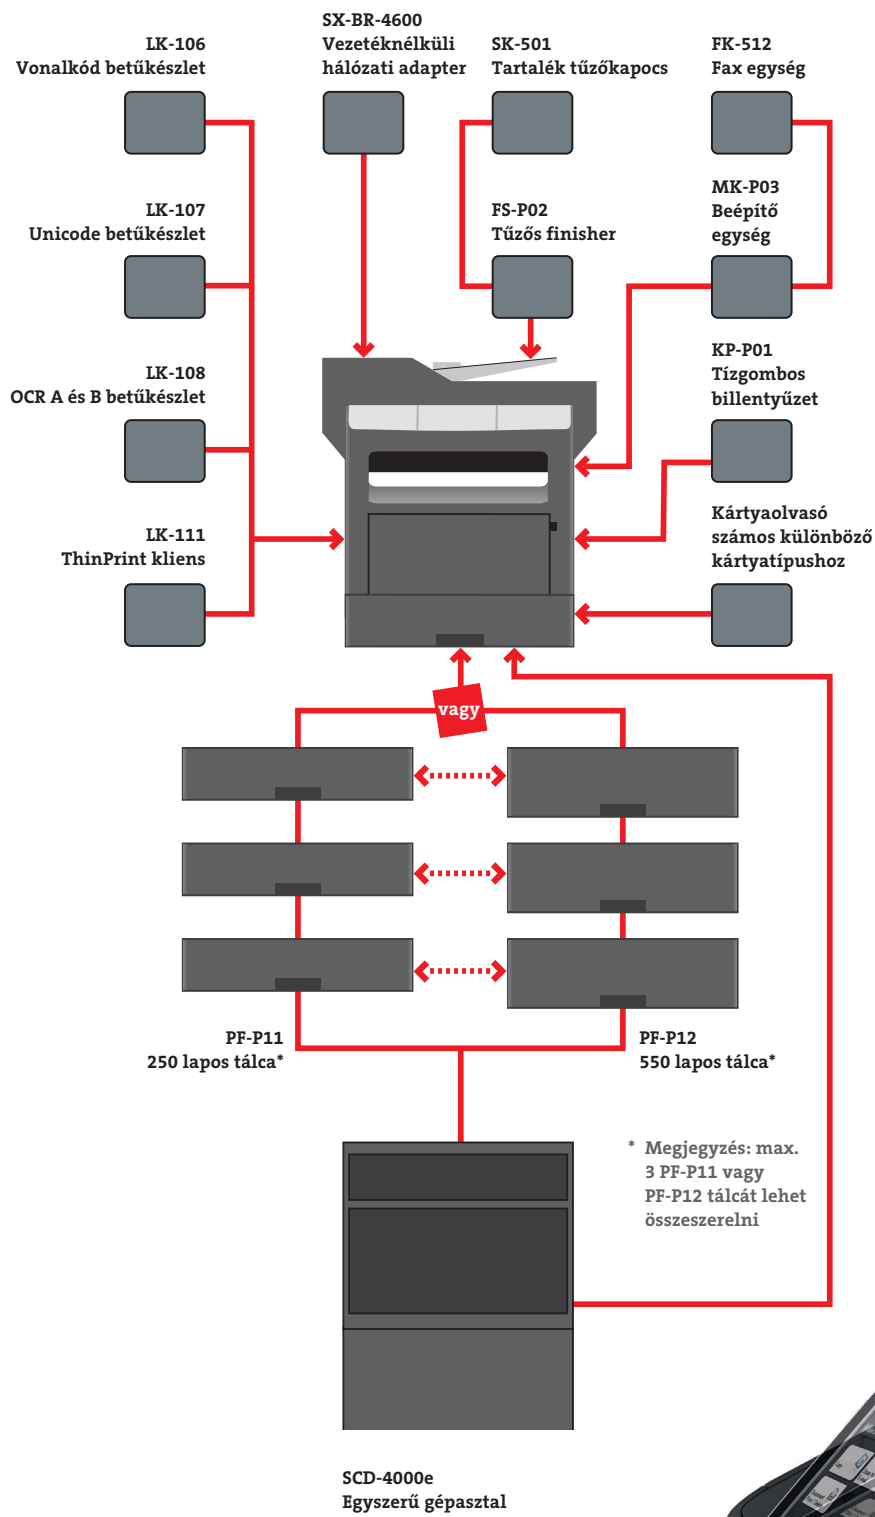 LK-106
Vonalkód betűkészlet
SX-BR-4600
Vezetéknélküli
hálózati adapter
SK-501
Tartalék tűzőkapocs
FK-512
Fax egység
LK-107
Unicode betűkészlet
FS-P02
Tűzős finisher
MK-P03
Beépítő
egység
LK-108
OCR A és B betűkészlet
KP-P01
Tízgombos
billentyűzet
LK-111
ThinPrint kliens
Kártyaolvasó
számos különböző
kártyatípushoz
vagy
PF-P11
250 lapos tálca*
PF-P12
550 lapos tálca*
* Megjegyzés: max.
3 PF-P11 vagy
PF-P12 tálcát lehet
összeszerelni
SCD-4000e
Egyszerű gépasztal